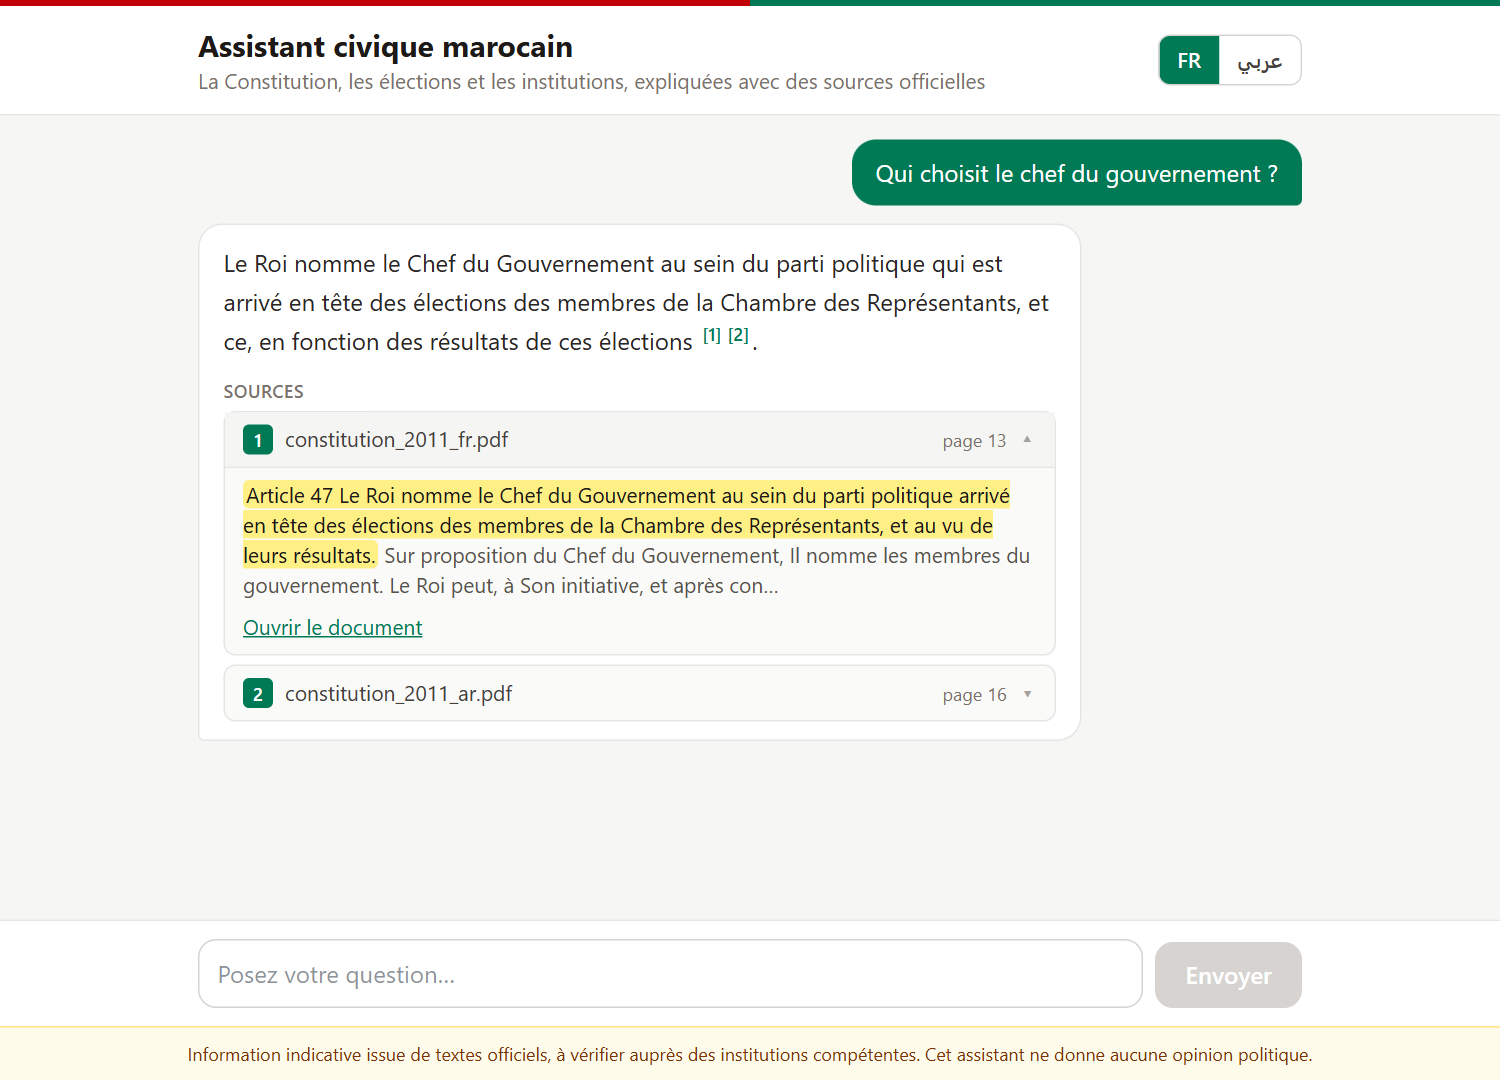 Assistant civique marocain
La Constitution, les élections et les institutions, expliquées avec des sources officielles
FR
عربي
Qui choisit le chef du gouvernement ?
Le Roi nomme le Chef du Gouvernement au sein du parti politique qui est
arrivé en tête des élections des membres de la Chambre des Représentants, et
ce, en fonction des résultats de ces élections [1] [2].
SOURCES
1 constitution_2011_fr.pdf page 13 ▲
Article 47 Le Roi nomme le Chef du Gouvernement au sein du parti politique arrivé
en tête des élections des membres de la Chambre des Représentants, et au vu de
leurs résultats. Sur proposition du Chef du Gouvernement, Il nomme les membres du
gouvernement. Le Roi peut, à Son initiative, et après con…
Ouvrir le document
2 constitution_2011_ar.pdf page 16 ▼
Posez votre question…
Envoyer
Information indicative issue de textes officiels, à vérifier auprès des institutions compétentes. Cet assistant ne donne aucune opinion politique.